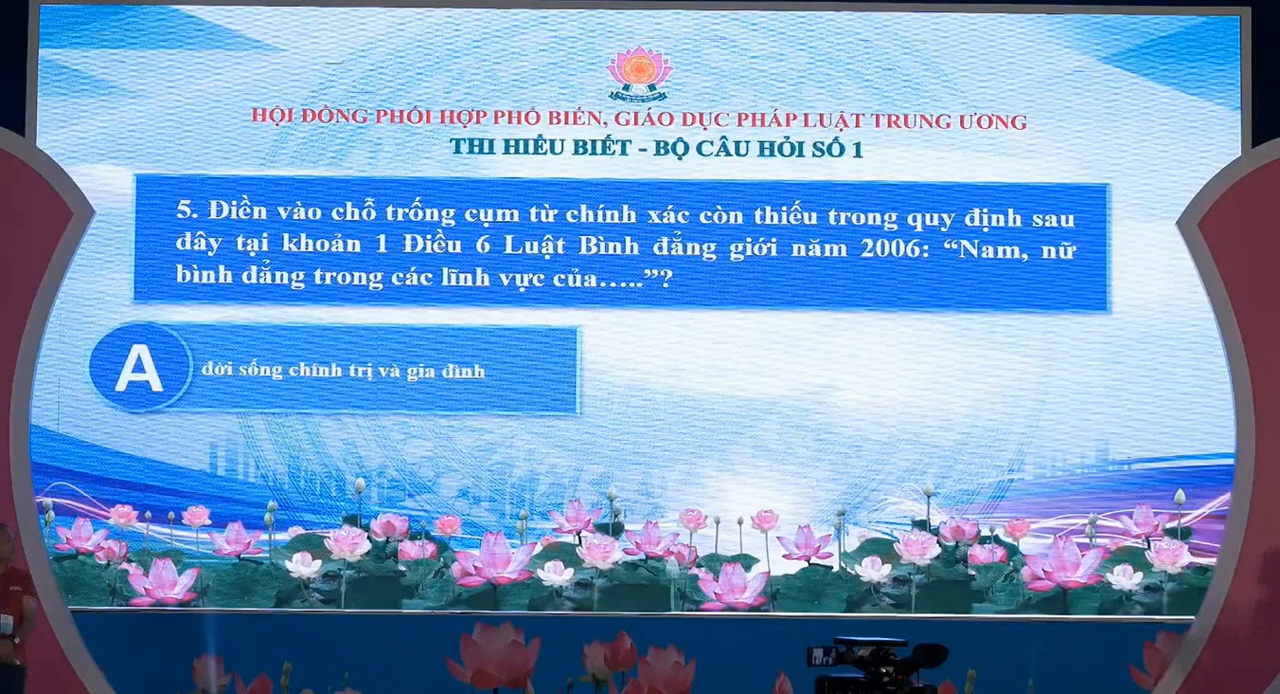 HỘI ĐỒNG PHỐI HỢP PHỔ BIẾN, GIÁO DỤC PHÁP LUẬT TRUNG ƯƠNG
THI HIỂU BIẾT - BỘ CÂU HỎI SỐ 1
5. Điền vào chỗ trống cụm từ chính xác còn thiếu trong quy định sau
đây tại khoản 1 Điều 6 Luật Bình đẳng giới năm 2006: “Nam, nữ
bình đẳng trong các lĩnh vực của…..”?
A
đời sống chính trị và gia đình